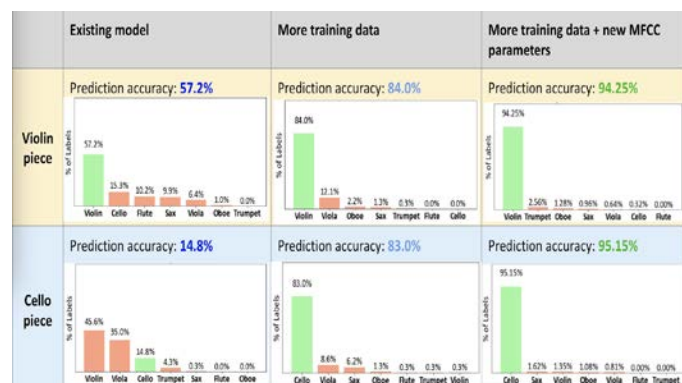 Existing model
More training data
More training data + new MFCC
parameters
Violin
piece
Prediction accuracy: 57.2%
% of Labels
57.2%
15.3%
10.2%
9.9%
6.4%
1.0%
0.0%
Violin Cello Flute Sax Viola Oboe Trumpet
Prediction accuracy: 84.0%
% of Labels
84.0%
12.1%
2.2%
1.3%
0.3%
0.0%
0.0%
Violin Viola Oboe Sax Trumpet Flute Cello
Prediction accuracy: 94.25%
% of Labels
94.25%
2.56%
1.28%
0.96%
0.64%
0.32%
0.00%
Violin Trumpet Oboe Sax Viola Cello Flute
Cello
piece
Prediction accuracy: 14.8%
% of Labels
45.6%
35.0%
14.8%
4.3%
0.3%
0.0%
0.0%
Violin Viola Cello Trumpet Sax Flute Oboe
Prediction accuracy: 83.0%
% of Labels
83.0%
8.6%
6.2%
1.3%
0.3%
0.3%
0.3%
Cello Viola Sax Oboe Flute Trumpet Violin
Prediction accuracy: 95.15%
% of Labels
95.15%
1.62%
1.35%
1.08%
0.81%
0.00%
0.00%
Cello Sax Violin Oboe Viola Flute Trumpet